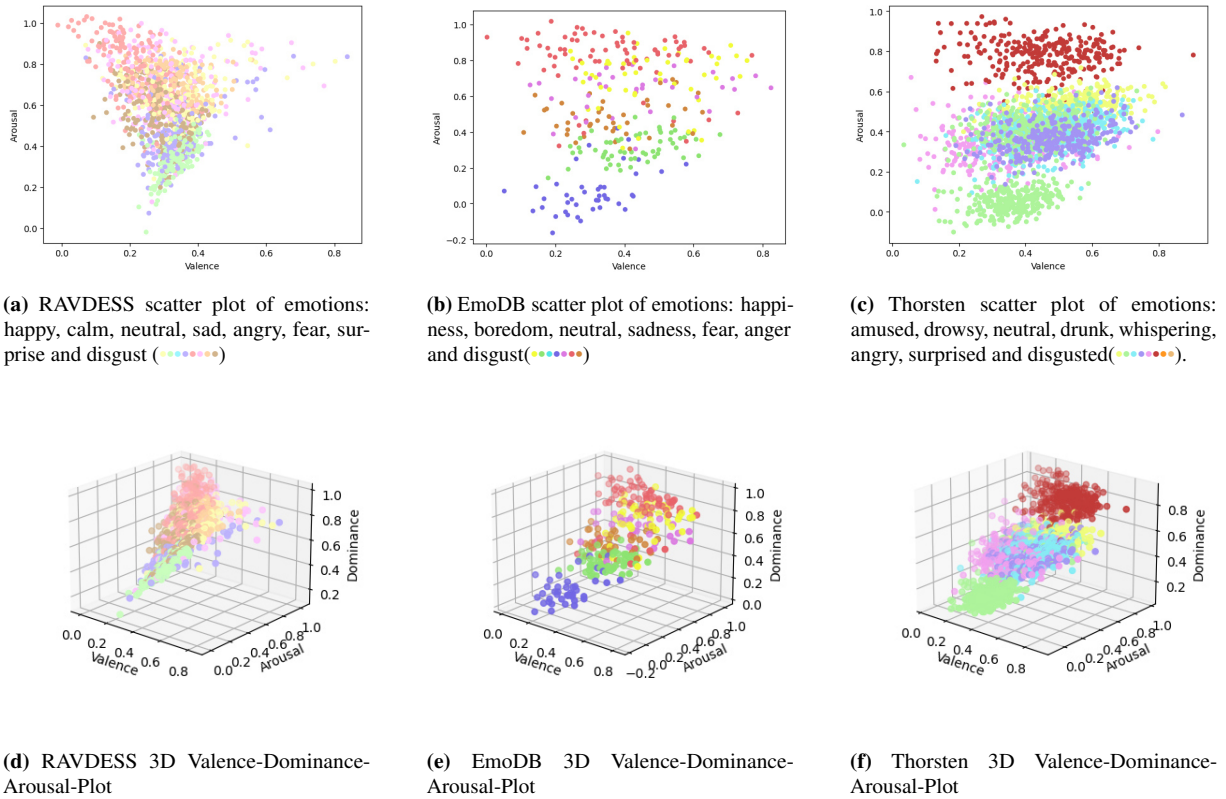 1.0
0.8
0.6
0.4
0.2
0.0
Arousal
0.0 0.2 0.4 0.6 0.8
Valence
1.0
0.8
0.6
0.4
0.2
0.0
−0.2
Arousal
0.0 0.2 0.4 0.6 0.8
Valence
1.0
0.8
0.6
0.4
0.2
0.0
Arousal
0.0 0.2 0.4 0.6 0.8
Valence
(a) RAVDESS scatter plot of emotions:
happy, calm, neutral, sad, angry, fear, sur-
prise and disgust ( )
(b) EmoDB scatter plot of emotions: happi-
ness, boredom, neutral, sadness, fear, anger
and disgust( )
(c) Thorsten scatter plot of emotions:
amused, drowsy, neutral, drunk, whispering,
angry, surprised and disgusted( ).
1.0
0.8
0.6
0.4
0.2
Dominance
0.0 0.2 0.4 0.6 0.8
Valence
0.0 0.2 0.4 0.6 0.8 1.0
Arousal
1.0
0.8
0.6
0.4
0.2
0.0
Dominance
0.0 0.2 0.4 0.6 0.8
Valence
−0.2 0.0 0.2 0.4 0.6 0.8 1.0
Arousal
0.8
0.6
0.4
0.2
Dominance
0.0 0.2 0.4 0.6 0.8
Valence
0.0 0.2 0.4 0.6 0.8 1.0
Arousal
(d) RAVDESS 3D Valence-Dominance-
Arousal-Plot
(e) EmoDB 3D Valence-Dominance-
Arousal-Plot
(f) Thorsten 3D Valence-Dominance-
Arousal-Plot